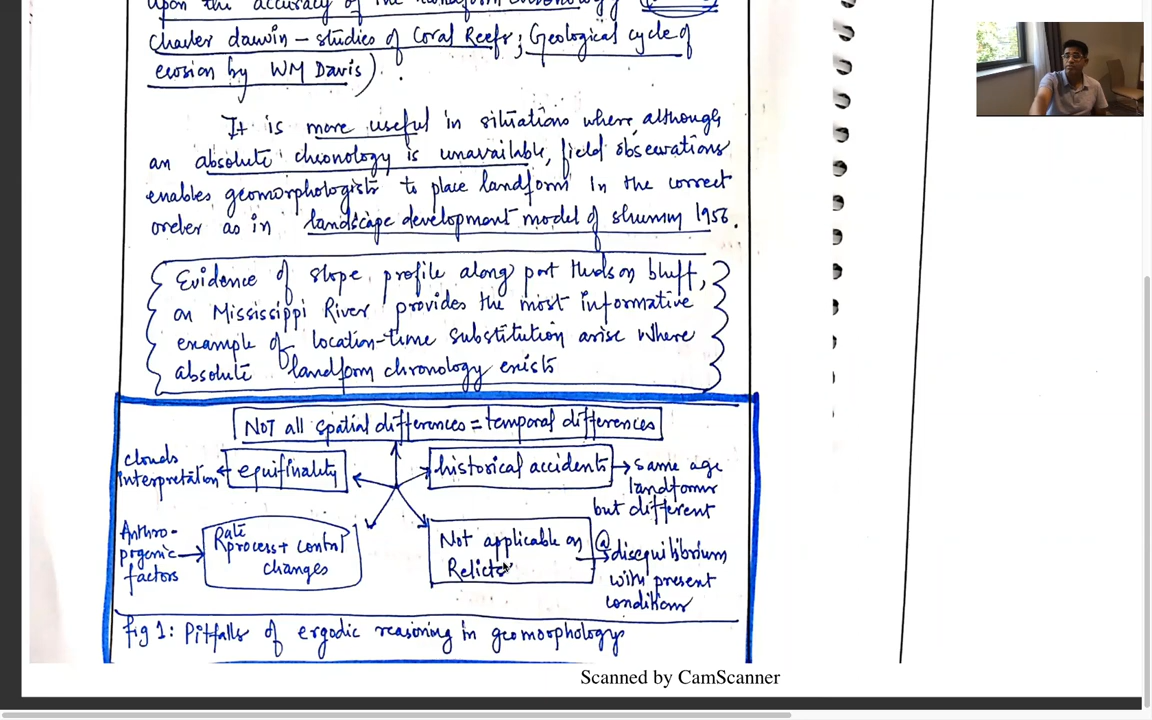 upon the accuracy of the landform chronology
Charler dawin – studies of Coral Reefs; Geological cycle of
erosion by WM Davis).
It is more useful in situations where, although
an absolute chronology is unavailable, field observations
enables geomorphologists to place landform in the correct
order as in landscape development model of shumm 1956.
Evidence of slope profile along port Hudson bluff,
on Mississippi River provides the most informative
example of location-time substitution arise where
absolute landform chronology exists
NOT all spatial differences = temporal differences
clouds
interpretation
equifinality
historical accidents
same age
landforms
but different
Anthro-
pogenic
factors
Rate
process + control
changes
Not applicable on
Relicts
@disequilibrium
with present
conditions
fig 1: Pitfalls of ergodic reasoning in geomorphology
Scanned by CamScanner